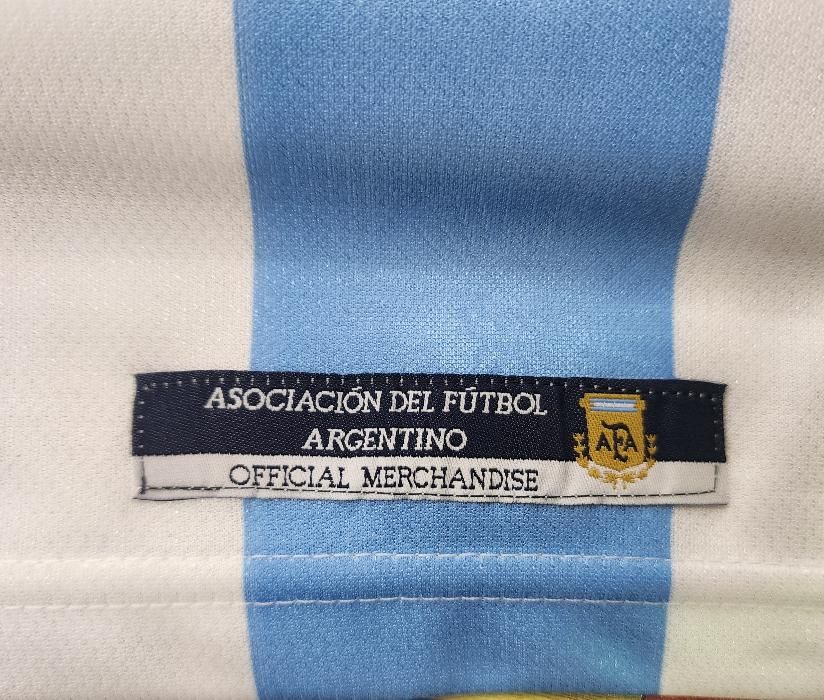 ASOCIACIÓN DEL FÚTBOL
ARGENTINO
OFFICIAL MERCHANDISE
AFA